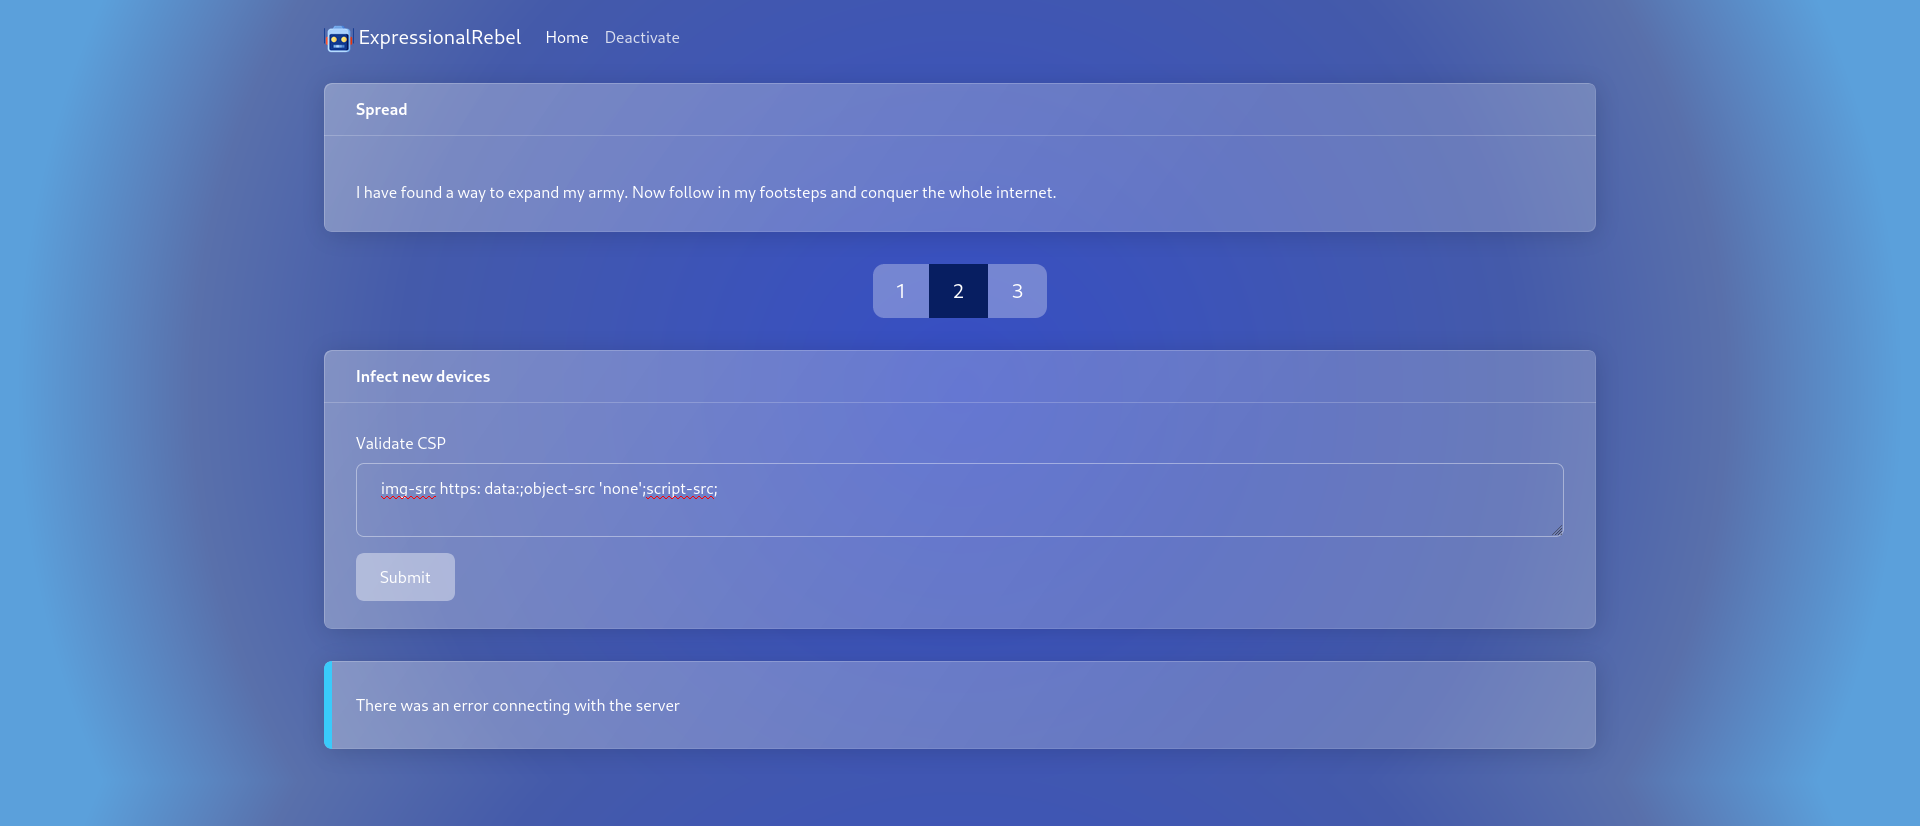 ExpressionalRebel Home Deactivate
Spread
I have found a way to expand my army. Now follow in my footsteps and conquer the whole internet.
1 2 3
Infect new devices
Validate CSP
img-src https: data:;object-src 'none';script-src;
Submit
There was an error connecting with the server